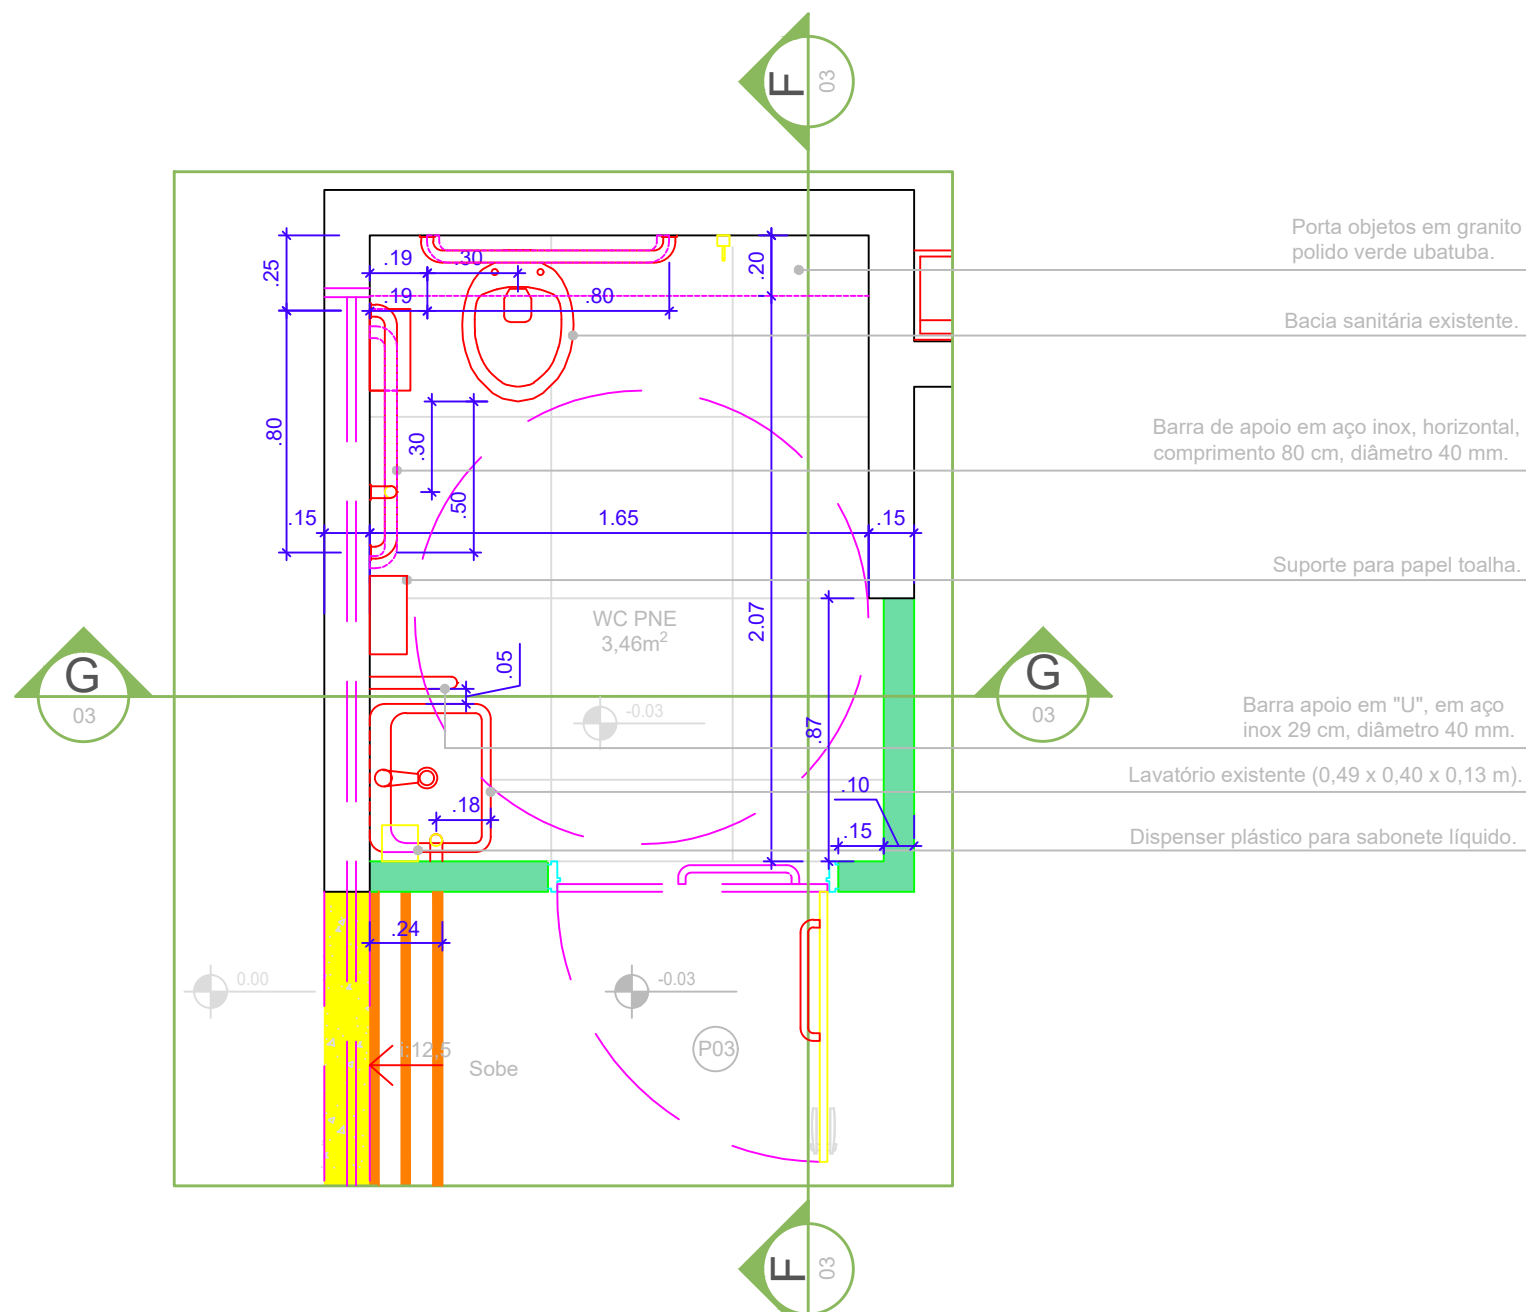 F
03
Porta objetos em granito
polido verde ubatuba.
.25
.19
.30
.20
.19
.80
Bacia sanitária existente.
.80
.30
Barra de apoio em aço inox, horizontal,
comprimento 80 cm, diâmetro 40 mm.
.50
.15
1.65
.15
Suporte para papel toalha.
WC PNE
3,46m²
2.07
.05
G
03
G
03
-0.03
.87
Barra apoio em "U", em aço
inox 29 cm, diâmetro 40 mm.
Lavatório existente (0,49 x 0,40 x 0,13 m).
.10
.18
.15
Dispenser plástico para sabonete líquido.
.24
0.00
-0.03
i:12,5
Sobe
P03
F
03